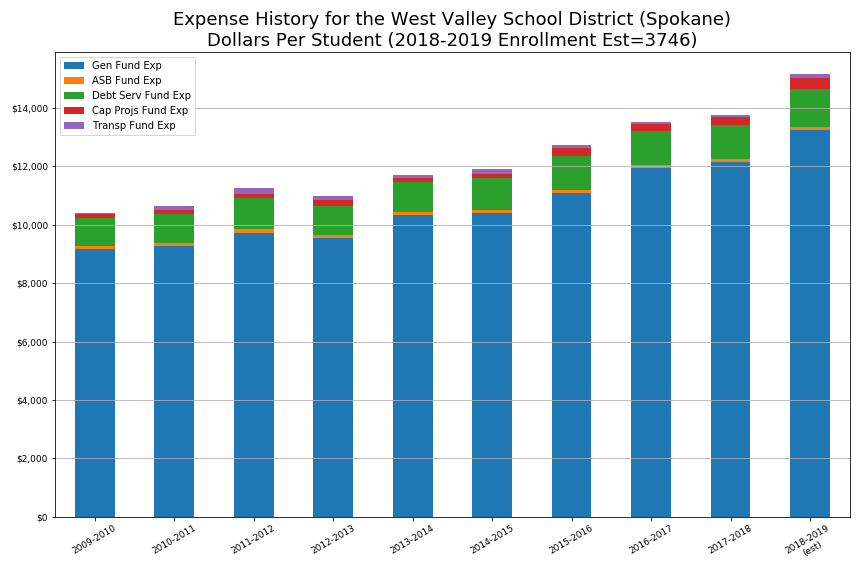 Expense History for the West Valley School District (Spokane)
Dollars Per Student (2018-2019 Enrollment Est=3746)
Gen Fund Exp
ASB Fund Exp
Debt Serv Fund Exp
Cap Projs Fund Exp
Transp Fund Exp
$14,000
$12,000
$10,000
$8,000
$6,000
$4,000
$2,000
$0
2009-2010
2010-2011
2011-2012
2012-2013
2013-2014
2014-2015
2015-2016
2016-2017
2017-2018
2018-2019
(est)